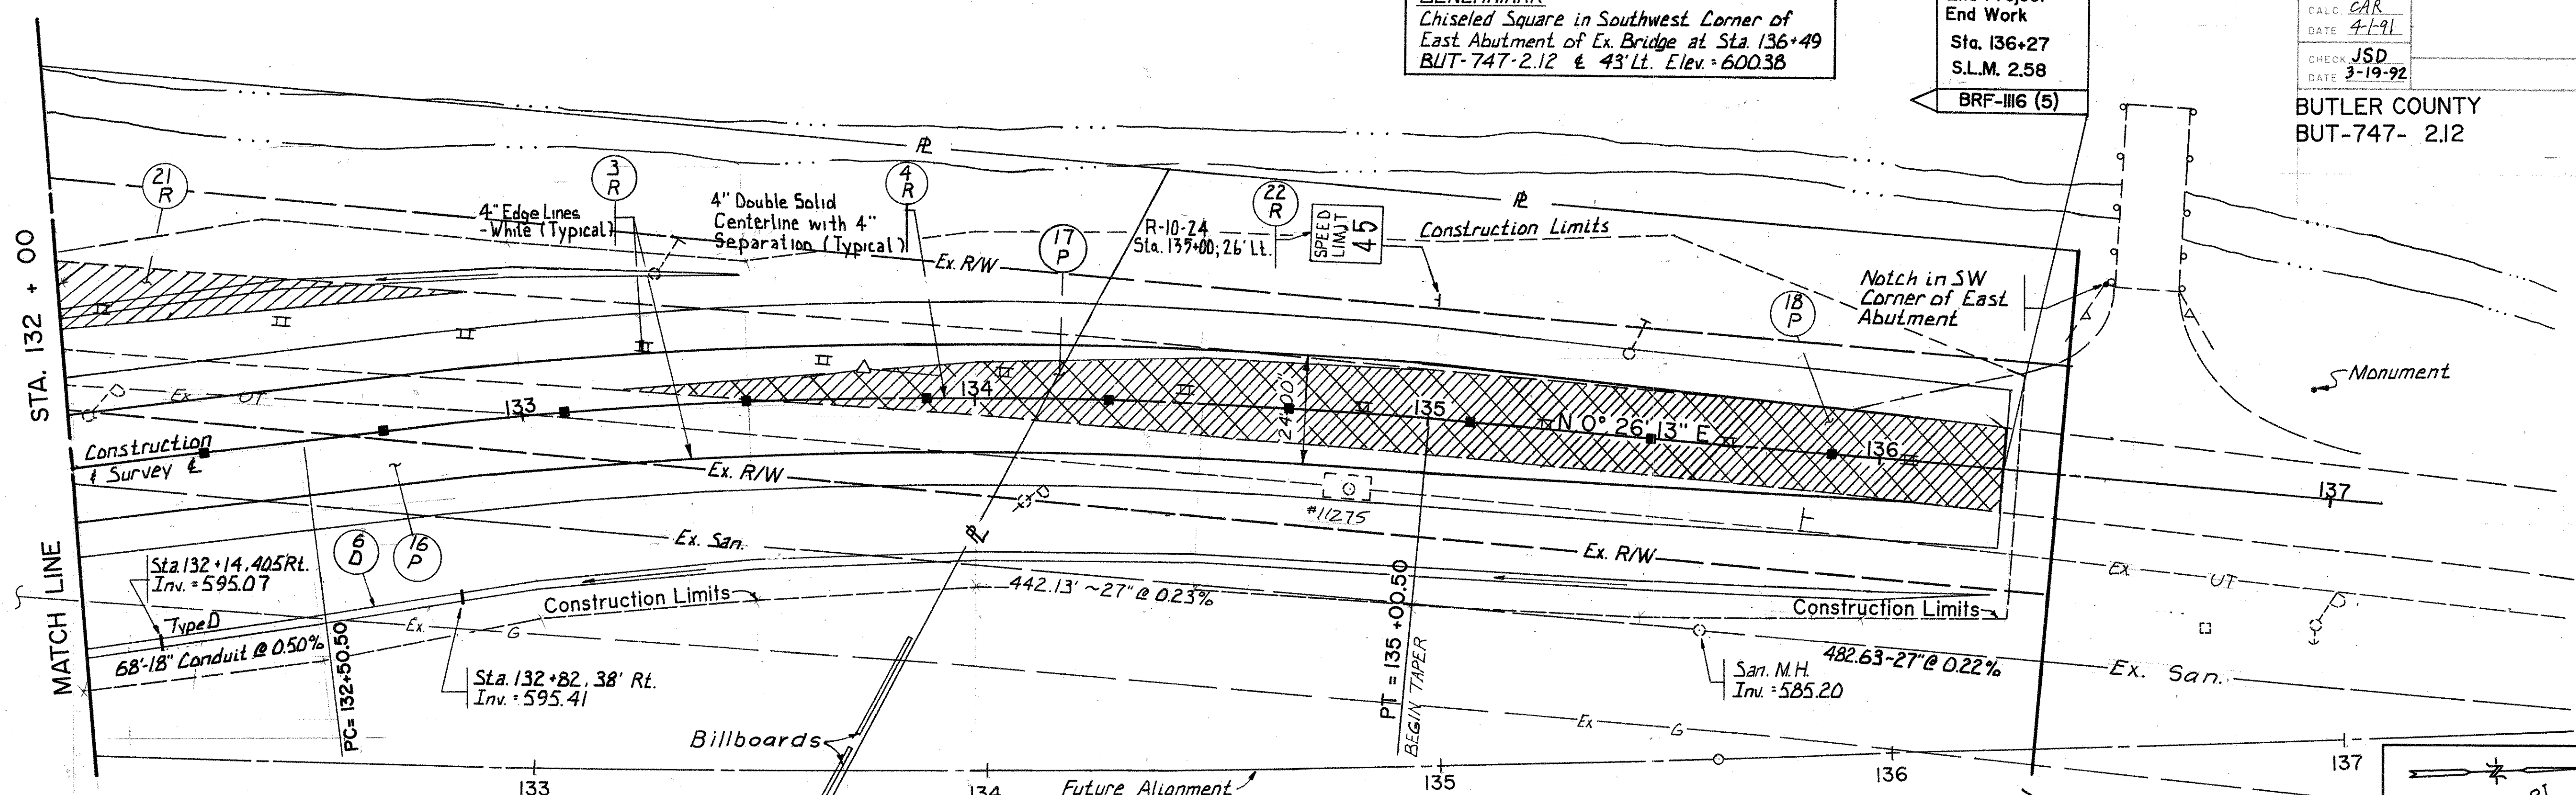 Chiseled Square in Southwest Corner of
East Abutment of Ex. Bridge at Sta. 136+49
BUT-747-2.12 ¢ 43' Lt. Elev. = 600.38
End Work
Sta. 136+27
S.L.M. 2.58
BRF-1116 (5)
CALC. CAR
DATE 4-1-91
CHECK JSD
DATE 3-19-92
BUTLER COUNTY
BUT-747- 2.12
STA. 132 + 00
MATCH LINE
21
R
3
R
4
R
17
P
22
R
18
P
4" Edge Lines
-White (Typical)
4" Double Solid
Centerline with 4"
Separation (Typical)
R-10-24
Sta. 135+00; 26' Lt.
SPEED
LIMIT
45
Construction Limits
Ex. R/W
PL
PL
Notch in SW
Corner of East
Abutment
Monument
Ex UT
133
134
135
136
137
24'-00"
N 0° 26' 13" E
Construction
& Survey ℄
Ex. R/W
#11275
Ex. San.
PL
Ex. R/W
Ex UT
6
D
16
P
Sta. 132+14, 40.5 Rt.
Inv. = 595.07
Type D
68'-18" Conduit @ 0.50%
PC = 132+50.50
Ex. G
Construction Limits
442.13' ~ 27" @ 0.23%
Sta. 132+82, 38' Rt.
Inv. = 595.41
PT = 135+00.50
BEGIN TAPER
Construction Limits
482.63 ~ 27" @ 0.22%
San. M.H.
Inv. = 585.20
Ex. San.
Ex G
Billboards
133
134
135
136
137
Future Alignment